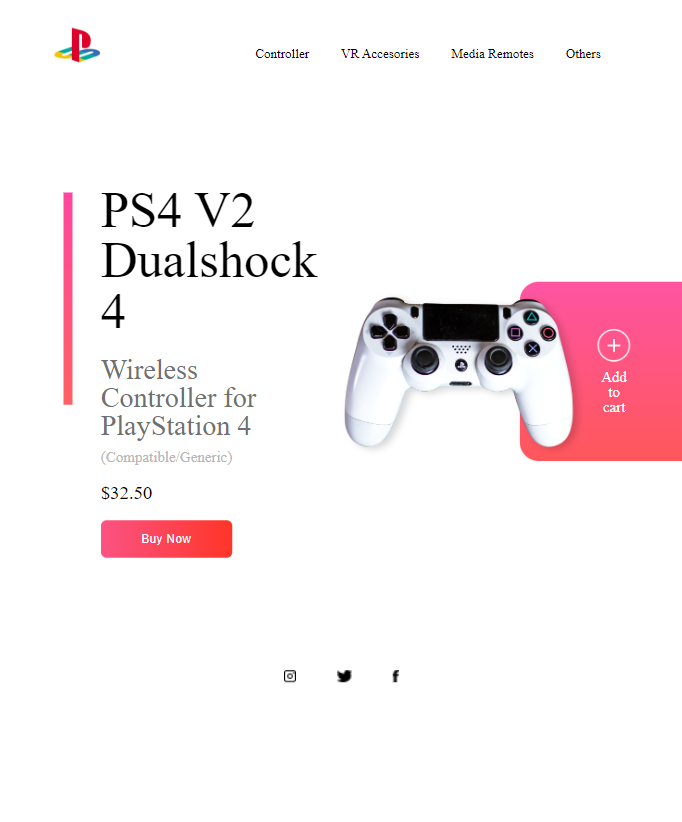 Controller
VR Accesories
Media Remotes
Others
PS4 V2
Dualshock
4
Wireless
Controller for
PlayStation 4
(Compatible/Generic)
$32.50
Buy Now
Add
to
cart